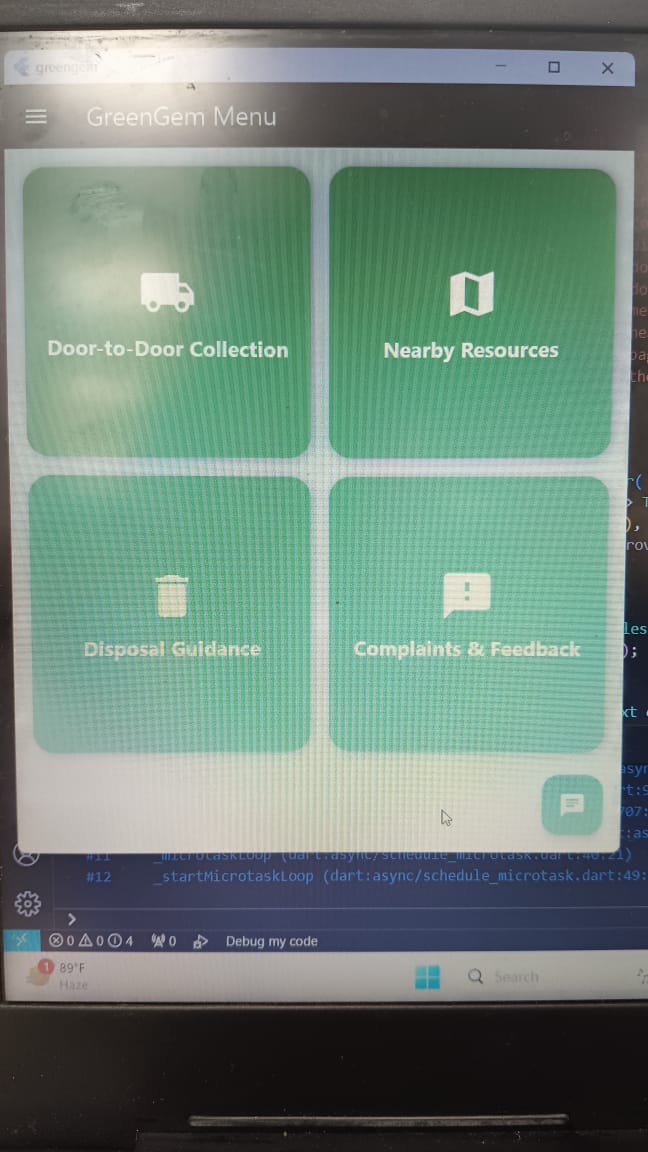 greengem
GreenGem Menu
Door-to-Door Collection
Nearby Resources
Disposal Guidance
Complaints & Feedback
#11 _microtaskLoop (dart:async/schedule_microtask.dart:40:21)
#12 _startMicrotaskLoop (dart:async/schedule_microtask.dart:49:
0 0 4 0 Debug my code
1
89°F
Haze
Search